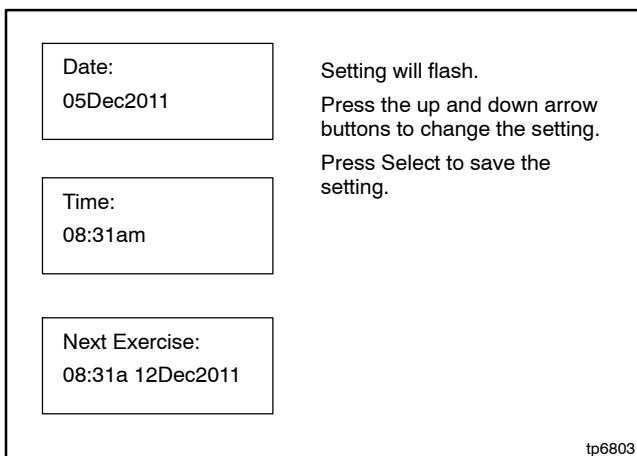 Date:
05Dec2011
Setting will flash.
Press the up and down arrow
buttons to change the setting.
Press Select to save the
setting.
Time:
08:31am
Next Exercise:
08:31a 12Dec2011
tp6803